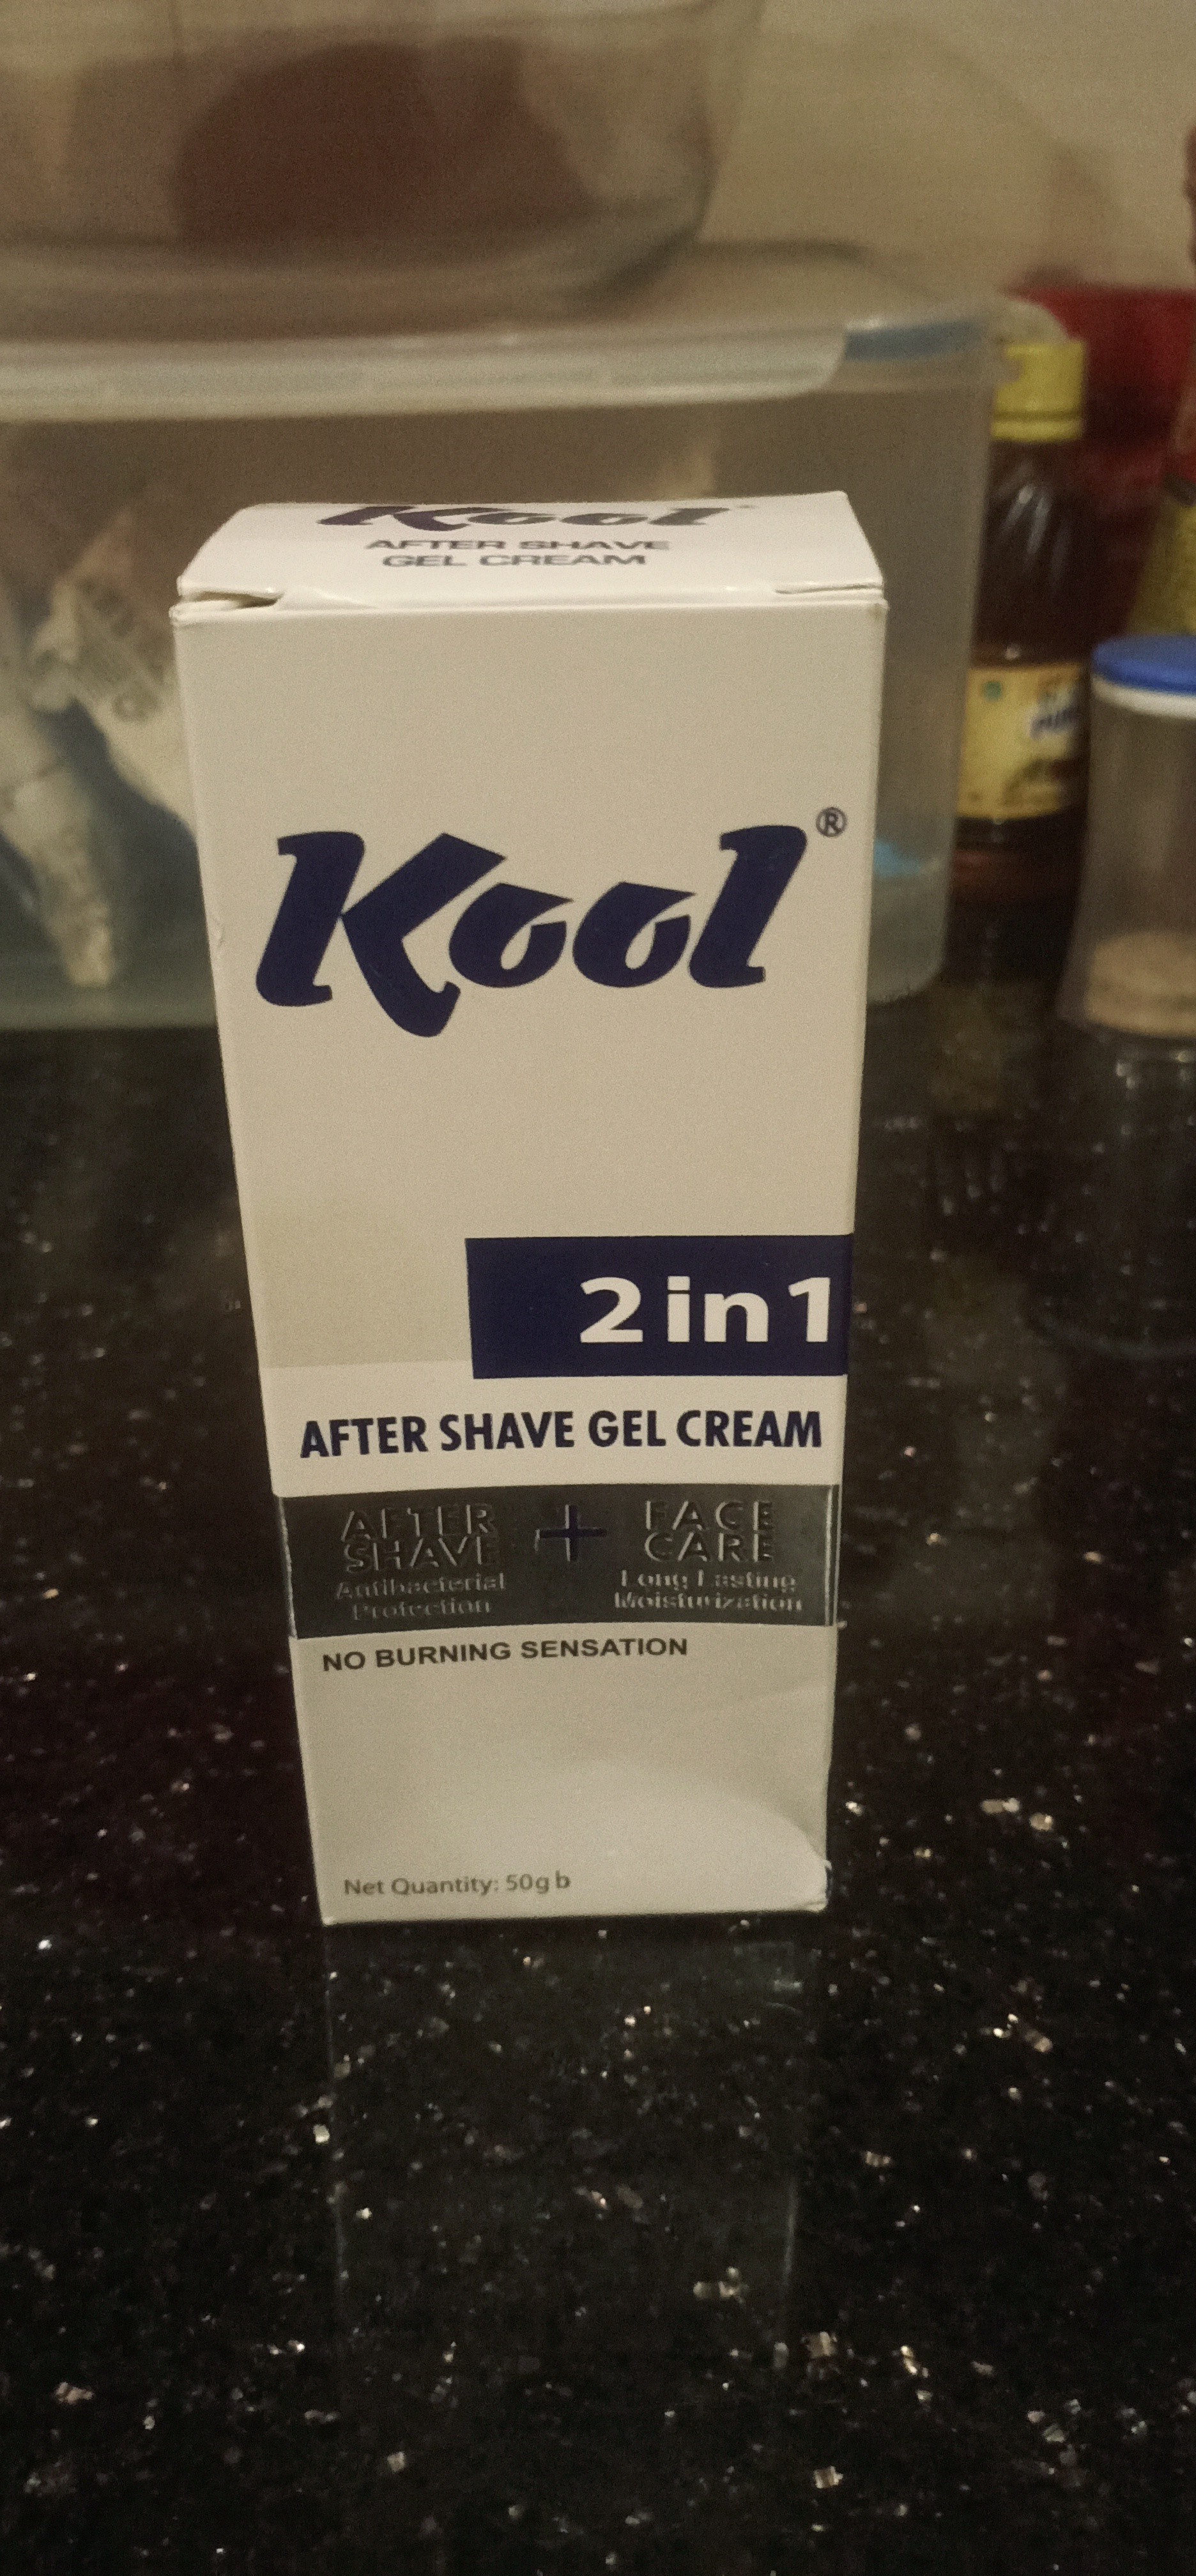 Kool
AFTER SHAVE
GEL CREAM
Kool®
2 in 1
AFTER SHAVE GEL CREAM
AFTER SHAVE + FACE CARE
Antibacterial Protection
Long Lasting Moisturization
NO BURNING SENSATION
Net Quantity: 50g b